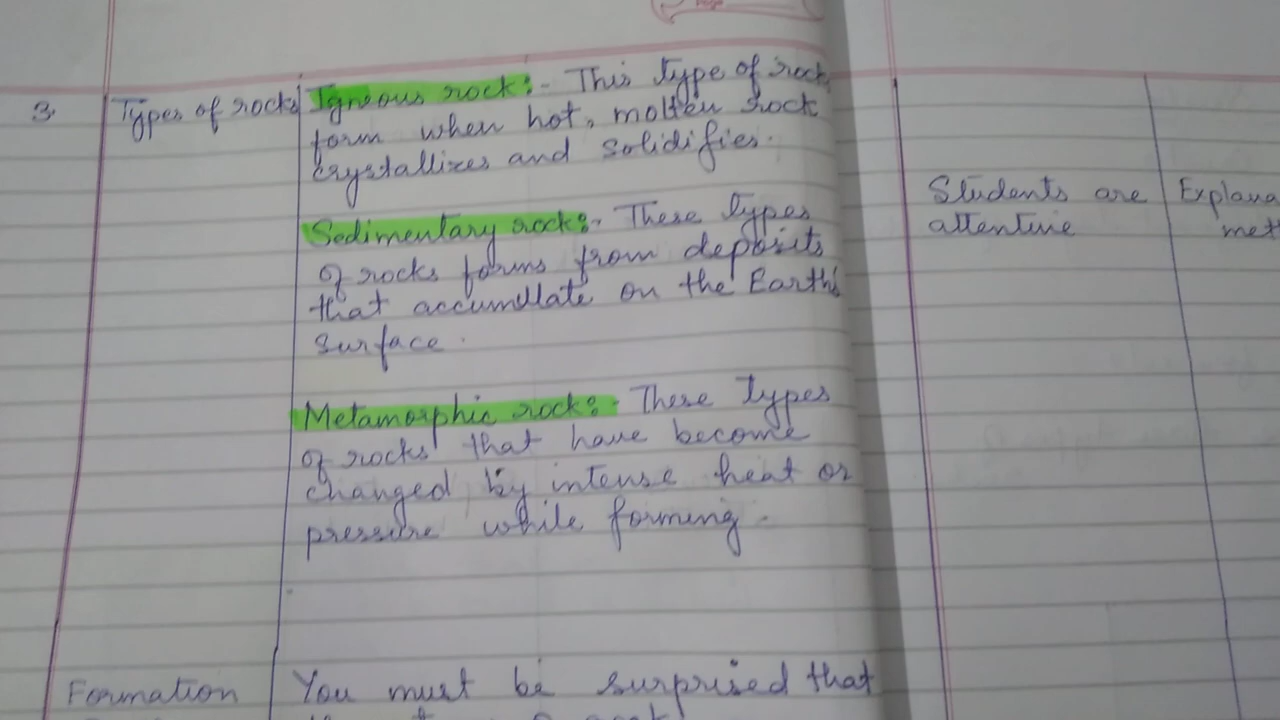 3. Types of rocks Igneous rock:- This type of rock
form when hot, molten rock
crystallizes and solidifies.
Sedimentary rock:- These types
of rocks forms from deposits
that accumullate on the Earth's
surface.
Metamorphic rock:- These types
of rocks that have become
changed by intense heat or
pressure while forming.
Formation You must be surprised that
Students are
attentive
Explana
met